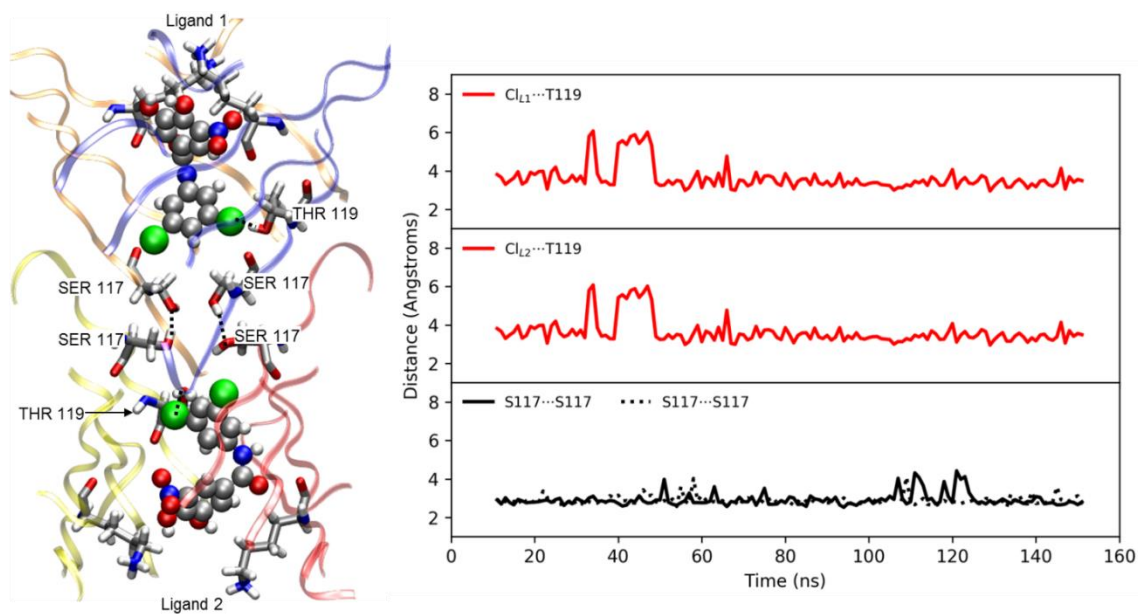 Ligand 1
THR 119
SER 117
SER 117
SER 117
SER 117
THR 119
Ligand 2
Distance (Angstroms)
8
6
4
2
Cl_L1···T119
8
6
4
2
Cl_L2···T119
8
6
4
2
S117···S117 S117···S117
0 20 40 60 80 100 120 140 160
Time (ns)